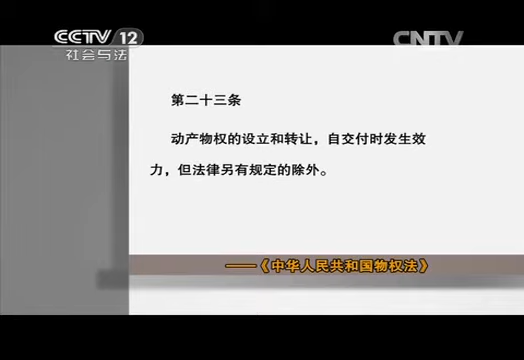 CCTV 12
社会与法
CNTV
第二十三条
动产物权的设立和转让，自交付时发生效
力，但法律另有规定的除外。
——《中华人民共和国物权法》